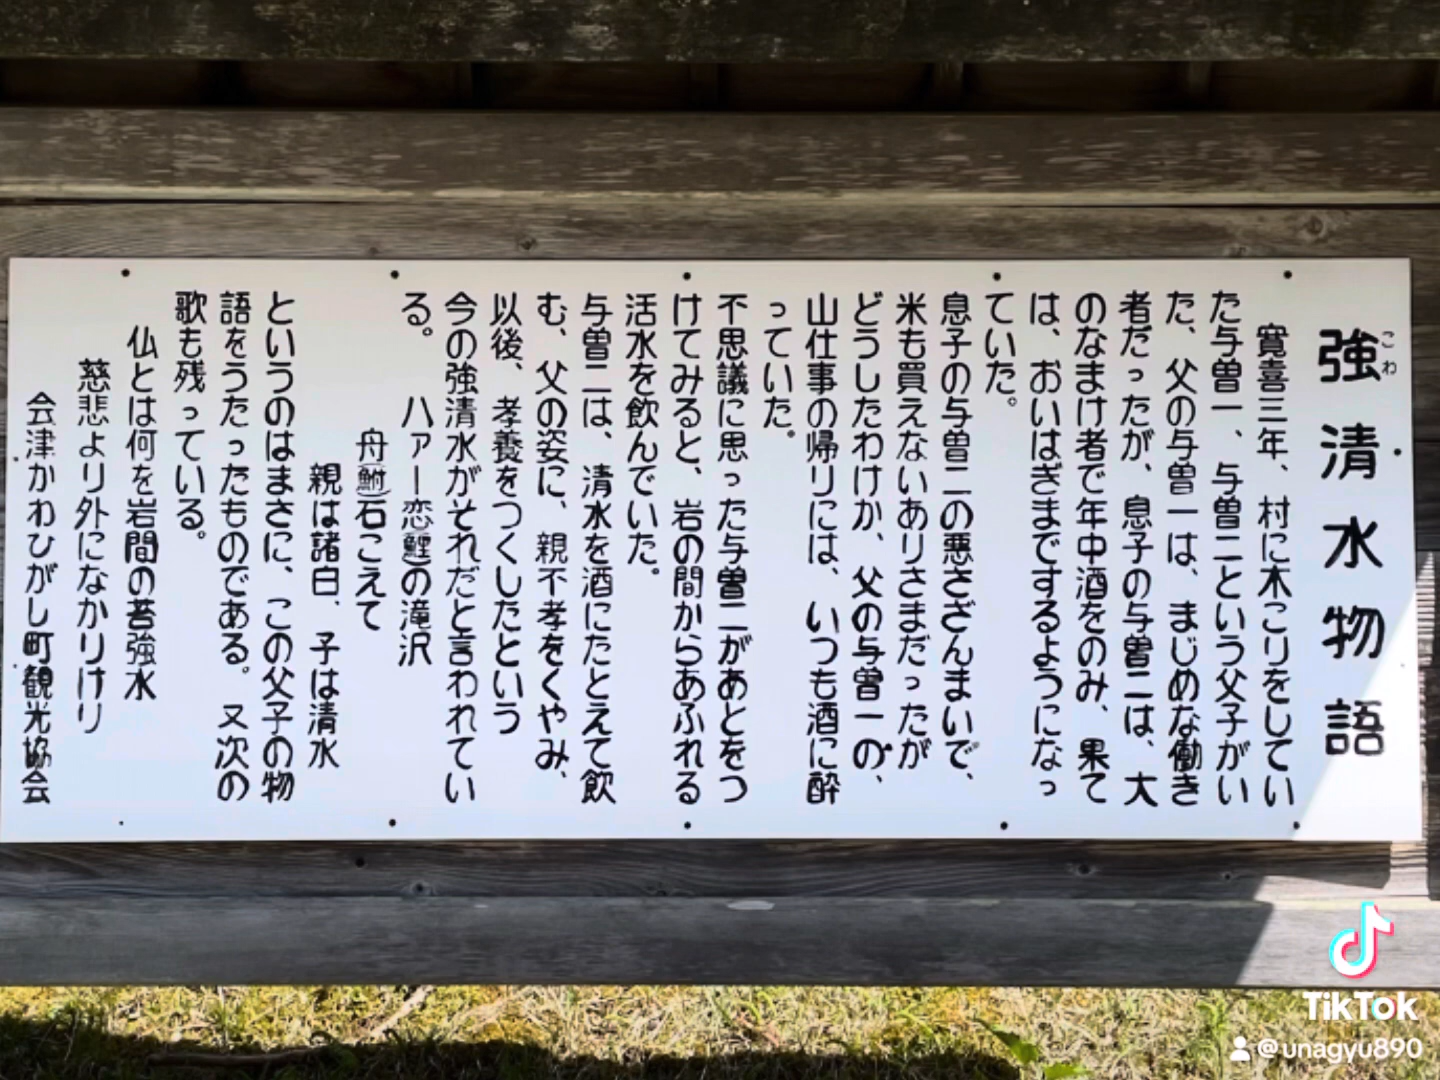 強清水物語
こわ
寛喜三年、村に木こりをしてい
た与曽一、与曽二という父子がい
た、父の与曽一は、まじめな働き
者だったが、息子の与曽二は、大
のなまけ者で年中酒をのみ、果て
は、おいはぎまでするようになっ
ていた。
息子の与曽二の悪さざんまいで、
米も買えないありさまだったが
どうしたわけか、父の与曽一の、
山仕事の帰りには、いつも酒に酔
っていた。
不思議に思った与曽二があとをつ
けてみると、岩の間からあふれる
活水を飲んでいた。
与曽二は、清水を酒にたとえて飲
む、父の姿に、親不孝をくやみ、
以後、孝養をつくしたという
今の強清水がそれだと言われてい
る。 ハァー恋(鯉)の滝沢
舟(鮒)石こえて
親は諸白、子は清水
というのはまさに、この父子の物
語をうたったものである。又次の
歌も残っている。
仏とは何を岩間の苔強水
慈悲より外になかりけり
会津かわひがし町観光協会
TikTok
@unagyu890